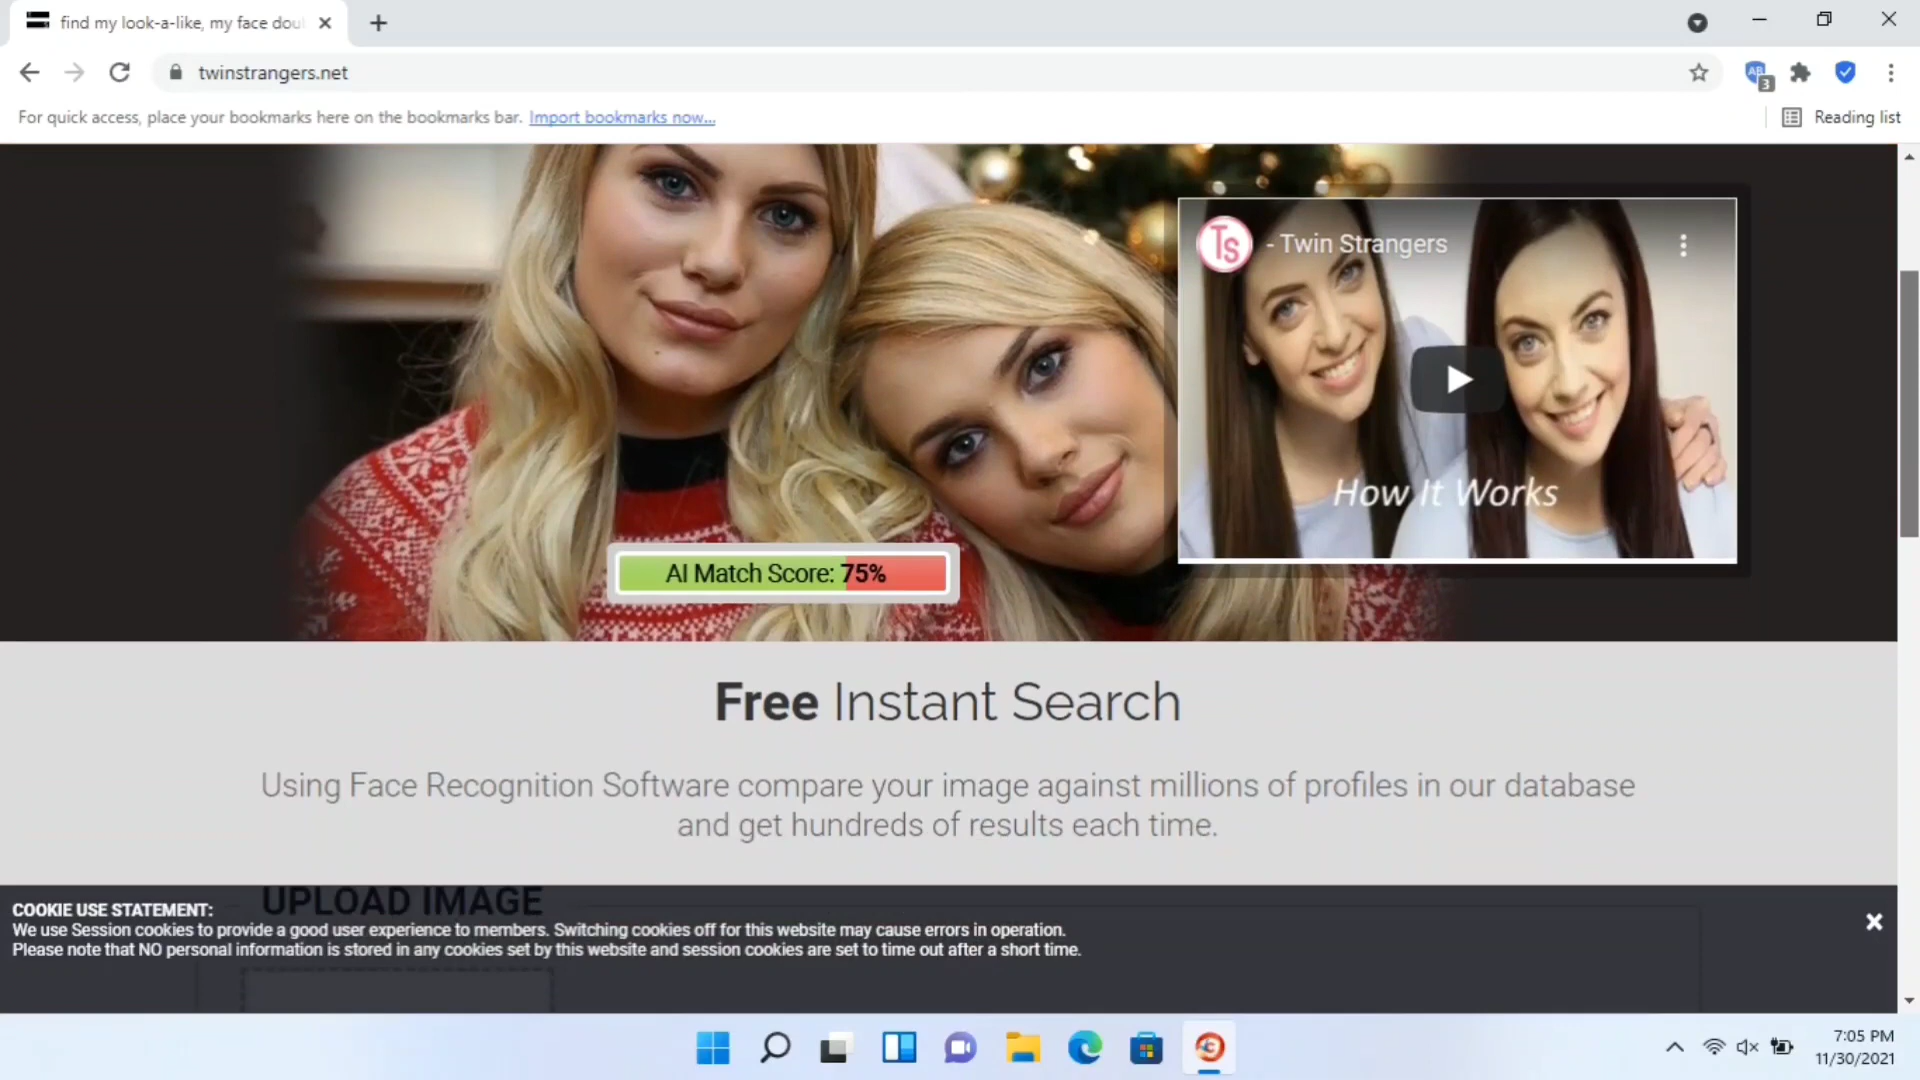 find my look-a-like, my face dou
twinstrangers.net
AB
3
For quick access, place your bookmarks here on the bookmarks bar. Import bookmarks now...
Reading list
Ts - Twin Strangers
How It Works
AI Match Score: 75%
Free Instant Search
Using Face Recognition Software compare your image against millions of profiles in our database
and get hundreds of results each time.
UPLOAD IMAGE
COOKIE USE STATEMENT:
We use Session cookies to provide a good user experience to members. Switching cookies off for this website may cause errors in operation.
Please note that NO personal information is stored in any cookies set by this website and session cookies are set to time out after a short time.
7:05 PM
11/30/2021